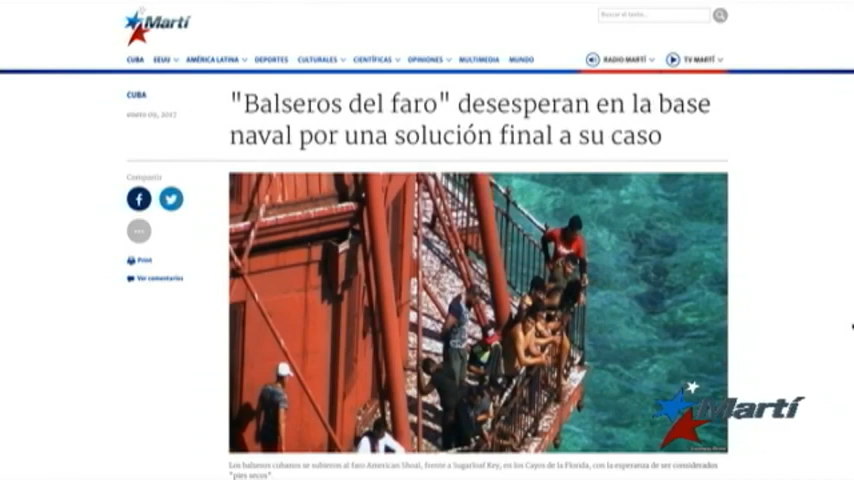 Martí
Buscar el texto...
CUBA EEUU AMÉRICA LATINA DEPORTES CULTURALES CIENTÍFICAS OPINIONES MULTIMEDIA MUNDO RADIO MARTÍ TV MARTÍ
CUBA
enero 09, 2017
"Balseros del faro" desesperan en la base
naval por una solución final a su caso
Compartir
Print
Ver comentarios
Martí
Los balseros cubanos se subieron al faro American Shoal, frente a Sugarloaf Key, en los Cayos de la Florida, con la esperanza de ser considerados
"pies secos".